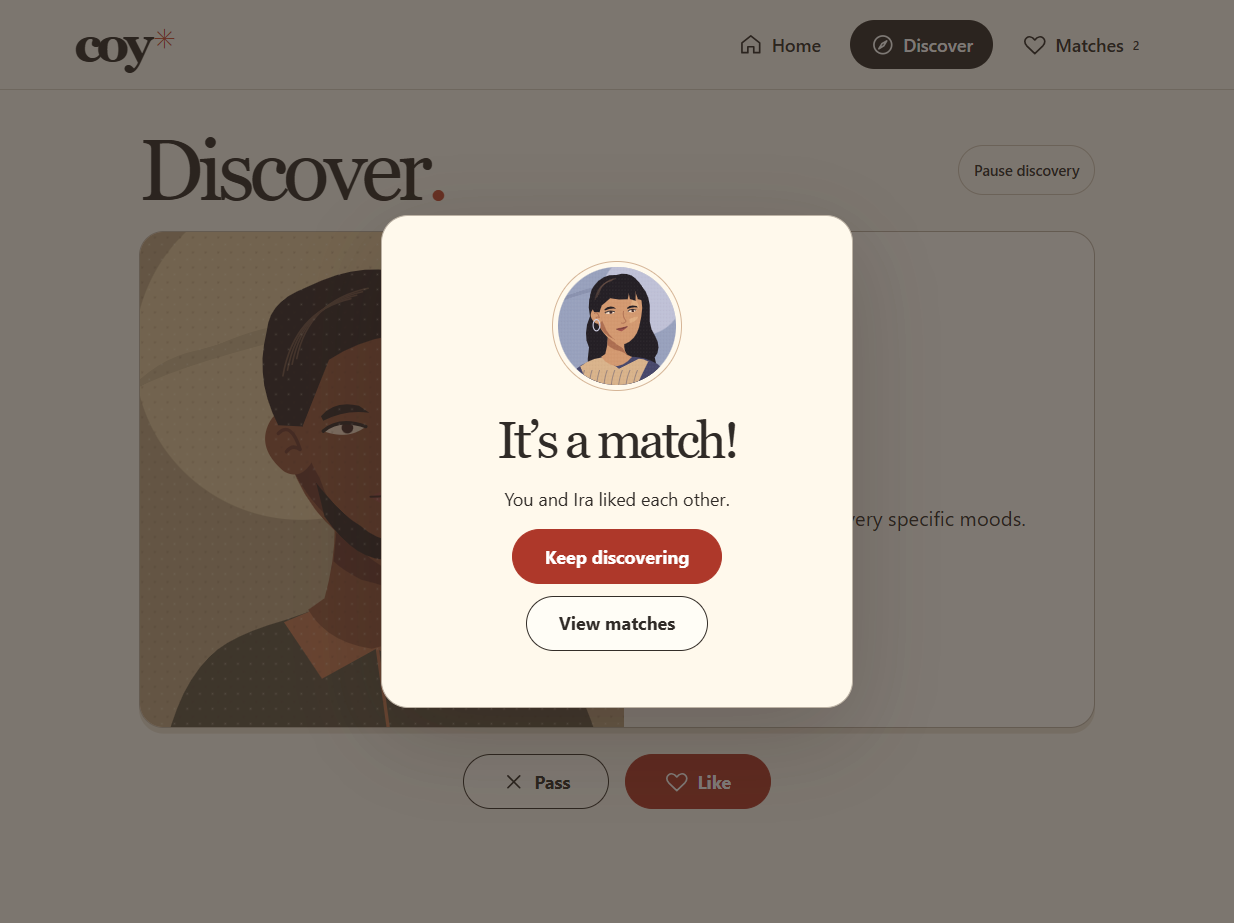 coy
Home
Discover
Matches 2
Discover.
Pause discovery
It’s a match!
You and Ira liked each other.
very specific moods.
Keep discovering
View matches
Pass
Like